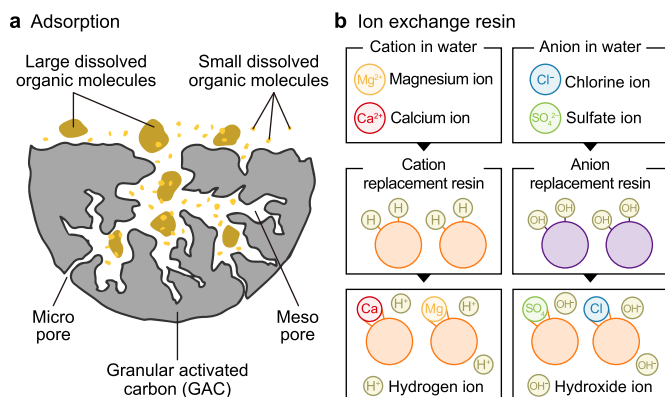 a Adsorption
Large dissolved
organic molecules
Small dissolved
organic molecules
Micro
pore
Meso
pore
Granular activated
carbon (GAC)
b Ion exchange resin
Cation in water
Mg²⁺ Magnesium ion
Ca²⁺ Calcium ion
Anion in water
Cl⁻ Chlorine ion
SO₄²⁻ Sulfate ion
Cation
replacement resin
H H H H
Anion
replacement resin
OH OH OH OH
Ca H⁺ Mg H⁺
H⁺
H⁺ Hydrogen ion
SO₄ OH⁻ Cl OH⁻
OH⁻
OH⁻ Hydroxide ion